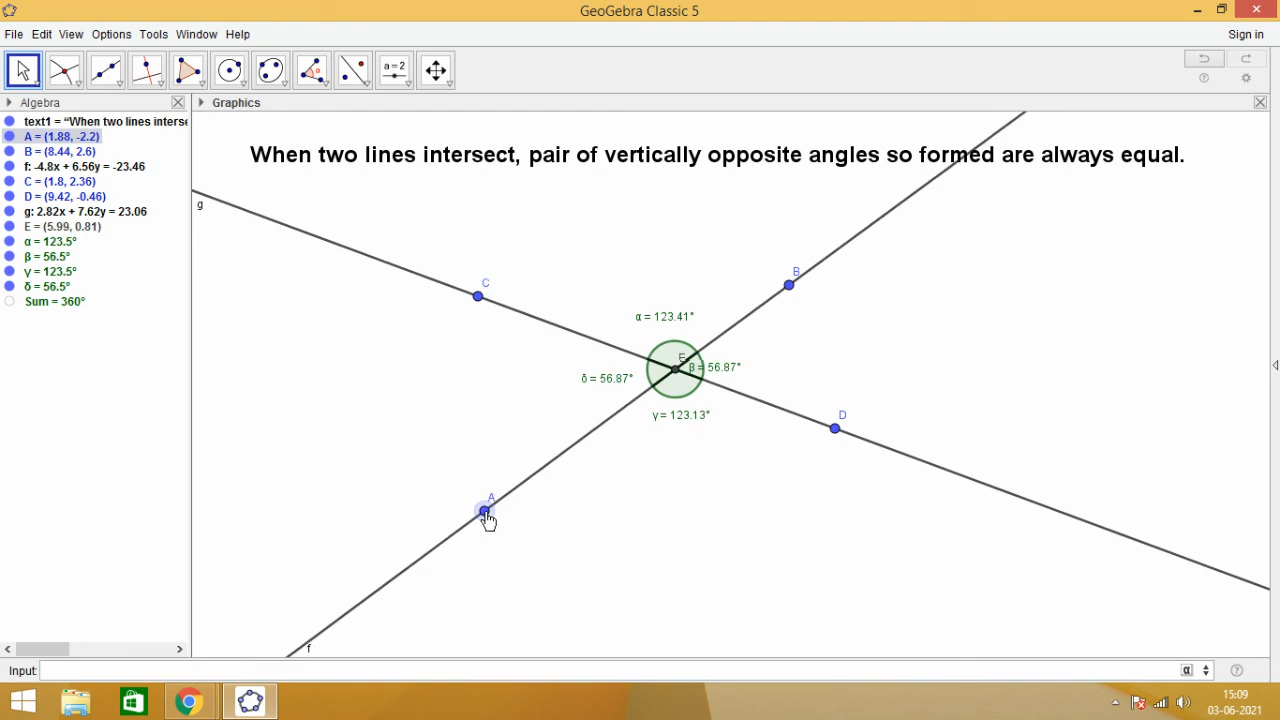 GeoGebra Classic 5
File Edit View Options Tools Window Help
Sign in
a = 2
Algebra
Graphics
text1 = “When two lines interse
A = (1.88, -2.2)
B = (8.44, 2.6)
f: -4.8x + 6.56y = -23.46
C = (1.8, 2.36)
D = (9.42, -0.46)
g: 2.82x + 7.62y = 23.06
E = (5.99, 0.81)
α = 123.5°
β = 56.5°
γ = 123.5°
δ = 56.5°
Sum = 360°
When two lines intersect, pair of vertically opposite angles so formed are always equal.
g
C
B
α = 123.41°
E
β = 56.87°
δ = 56.87°
γ = 123.13°
D
A
f
Input:
α
15:09
03-06-2021